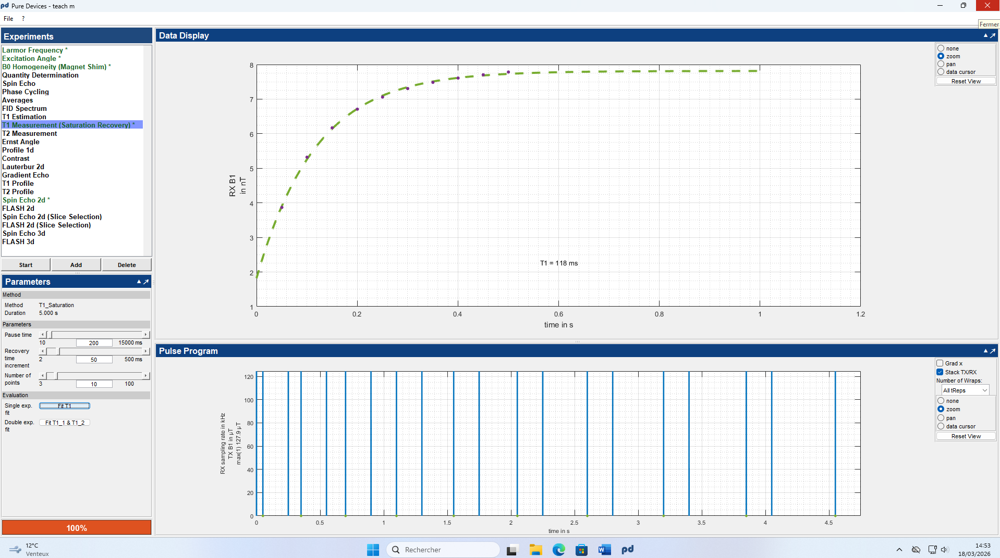 pd Pure Devices - teach m
File ?
Fermer
Experiments
Larmor Frequency *
Excitation Angle *
B0 Homogeneity (Magnet Shim) *
Quantity Determination
Spin Echo
Phase Cycling
Averages
FID Spectrum
T1 Estimation
T1 Measurement (Saturation Recovery) *
T2 Measurement
Ernst Angle
Profile 1d
Contrast
Lauterbur 2d
Gradient Echo
T1 Profile
T2 Profile
Spin Echo 2d *
FLASH 2d
Spin Echo 2d (Slice Selection)
FLASH 2d (Slice Selection)
Spin Echo 3d
FLASH 3d
Start Add Delete
Parameters
Method
Method T1_Saturation
Duration 5.000 s
Parameters
Pause time
10 200 15000 ms
Recovery time increment
2 50 500 ms
Number of points
3 10 100
Evaluation
Single exp. fit Fit T1
Double exp. fit Fit T1_1 & T1_2
100%
Data Display
none
zoom
pan
data cursor
Reset View
8
7
6
5
4
3
2
1
RX B1
in nT
T1 = 118 ms
0 0.2 0.4 0.6 0.8 1 1.2
time in s
Pulse Program
Grad x
Stack TX/RX
Number of Wraps:
All tReps
none
zoom
pan
data cursor
Reset View
120
100
80
60
40
20
0
RX sampling rate in kHz
TX B1 in µT
max(1) 127.9 µT
0 0.5 1 1.5 2 2.5 3 3.5 4 4.5
time in s
12°C
Venteux
Rechercher
pd
14:53
18/03/2026